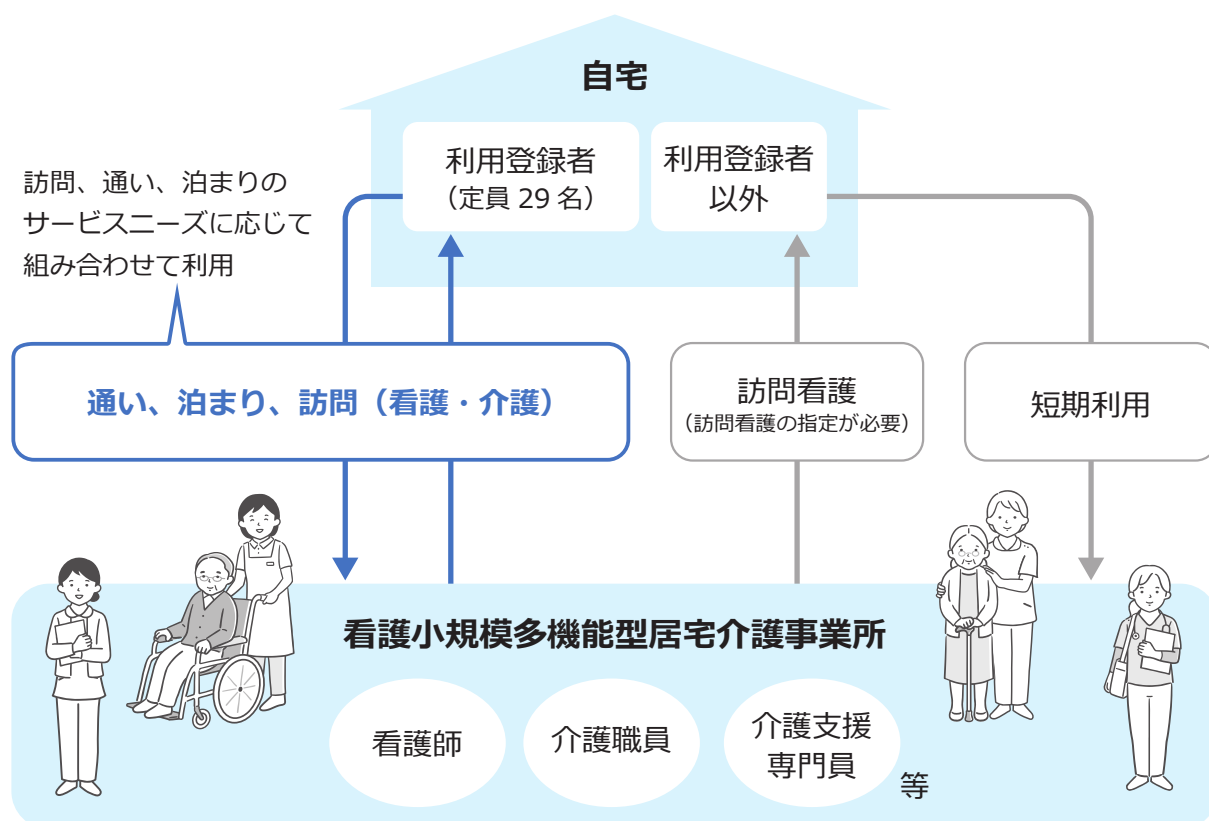 自宅
利用登録者
（定員 29 名）
利用登録者
以外
訪問、通い、泊まりの
サービスニーズに応じて
組み合わせて利用
通い、泊まり、訪問（看護・介護）
訪問看護
（訪問看護の指定が必要）
短期利用
看護小規模多機能型居宅介護事業所
看護師
介護職員
介護支援
専門員
等